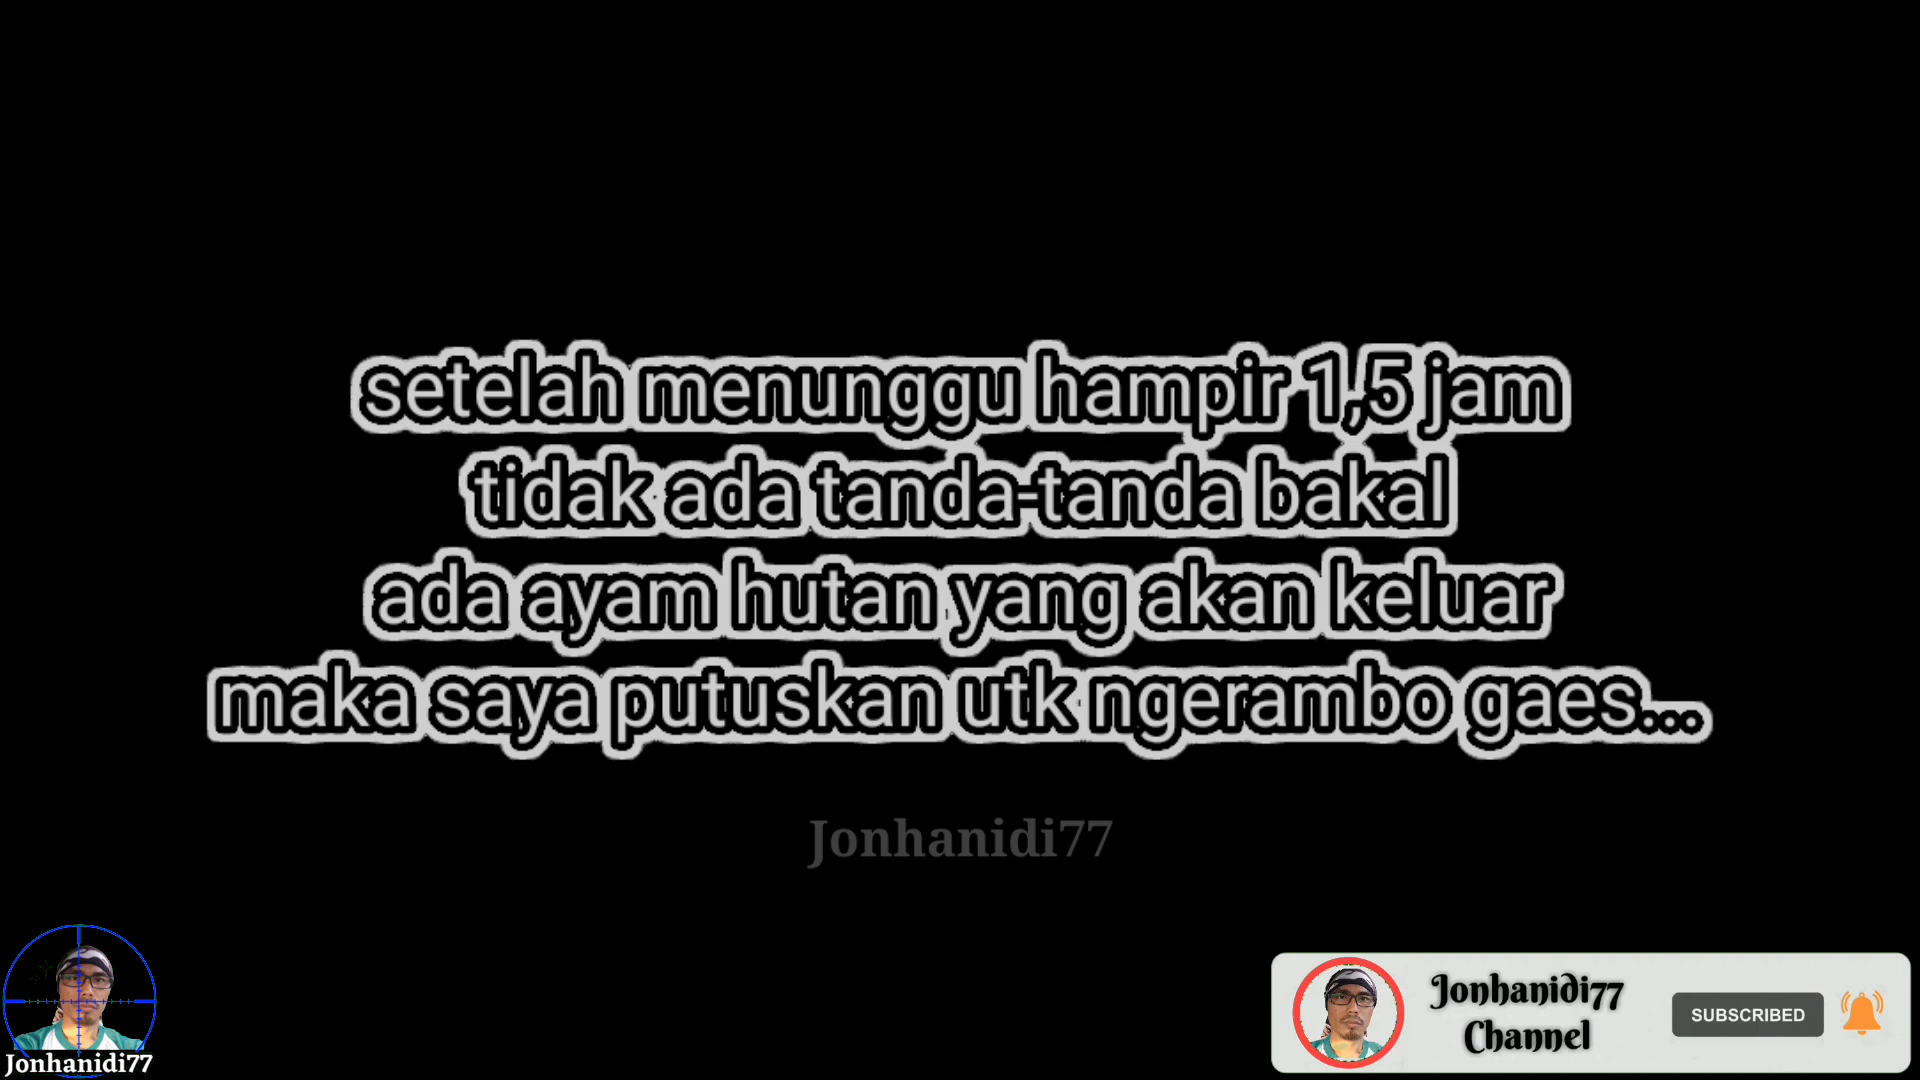 setelah menunggu hampir 1,5 jam
tidak ada tanda-tanda bakal
ada ayam hutan yang akan keluar
maka saya putuskan utk ngerambo gaes...
Jonhanidi77
Jonhanidi77
Jonhanidi77
Channel
SUBSCRIBED